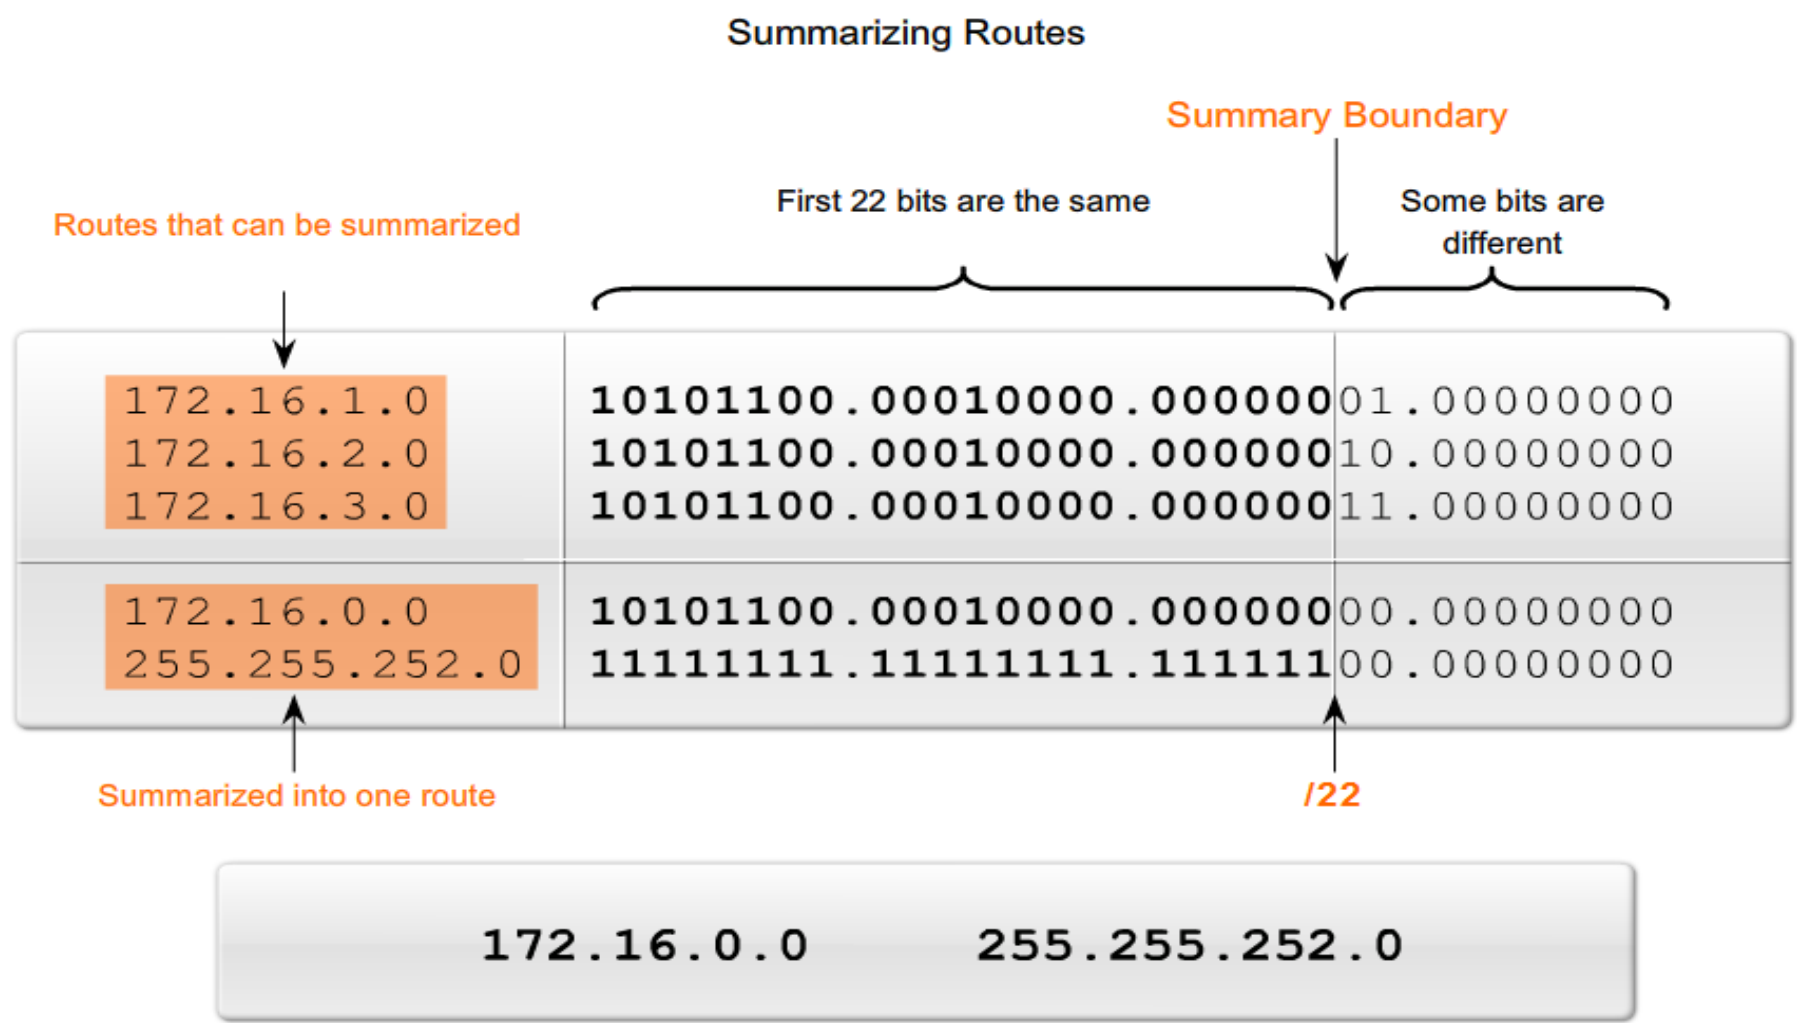 Summarizing Routes
Summary Boundary
Routes that can be summarized
First 22 bits are the same
Some bits are
different
172.16.1.0 10101100.00010000.00000001.00000000
172.16.2.0 10101100.00010000.00000010.00000000
172.16.3.0 10101100.00010000.00000011.00000000
172.16.0.0 10101100.00010000.00000000.00000000
255.255.252.0 11111111.11111111.11111100.00000000
Summarized into one route
/22
172.16.0.0 255.255.252.0